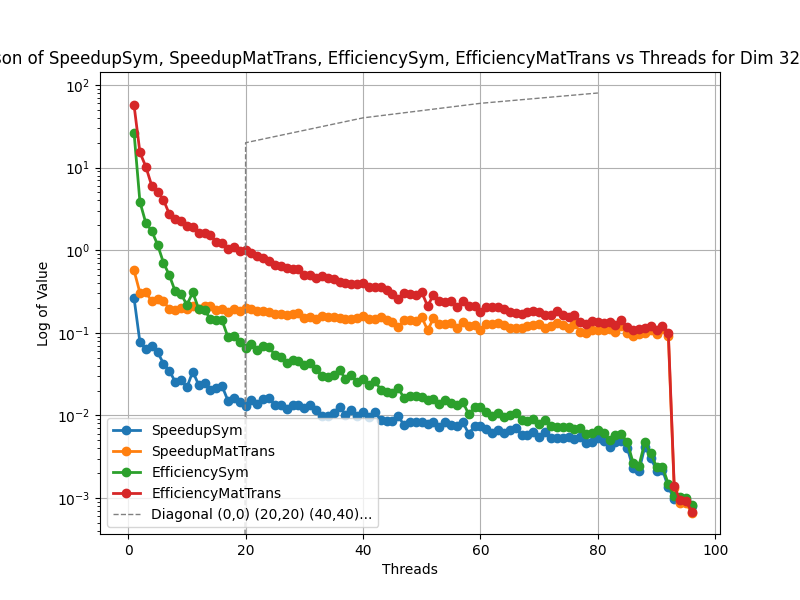 son of SpeedupSym, SpeedupMatTrans, EfficiencySym, EfficiencyMatTrans vs Threads for Dim 32
10²
10¹
10⁰
10⁻¹
10⁻²
10⁻³
Log of Value
SpeedupSym
SpeedupMatTrans
EfficiencySym
EfficiencyMatTrans
Diagonal (0,0) (20,20) (40,40)...
0 20 40 60 80 100
Threads